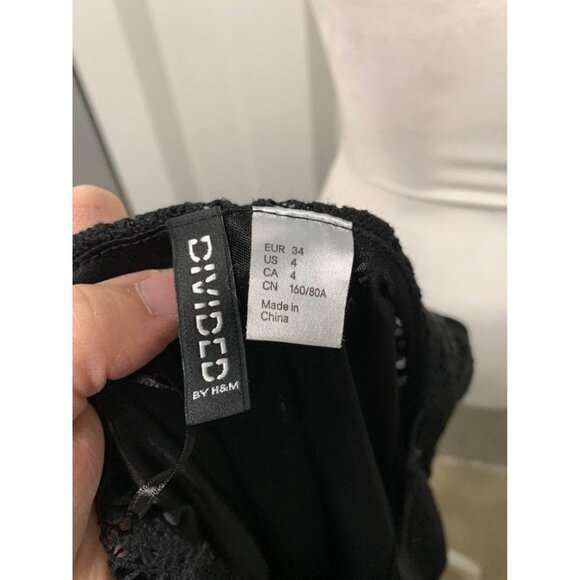 DIVIDED
BY H&M
EUR 34
US 4
CA 4
CN 160/80A
Made in
China